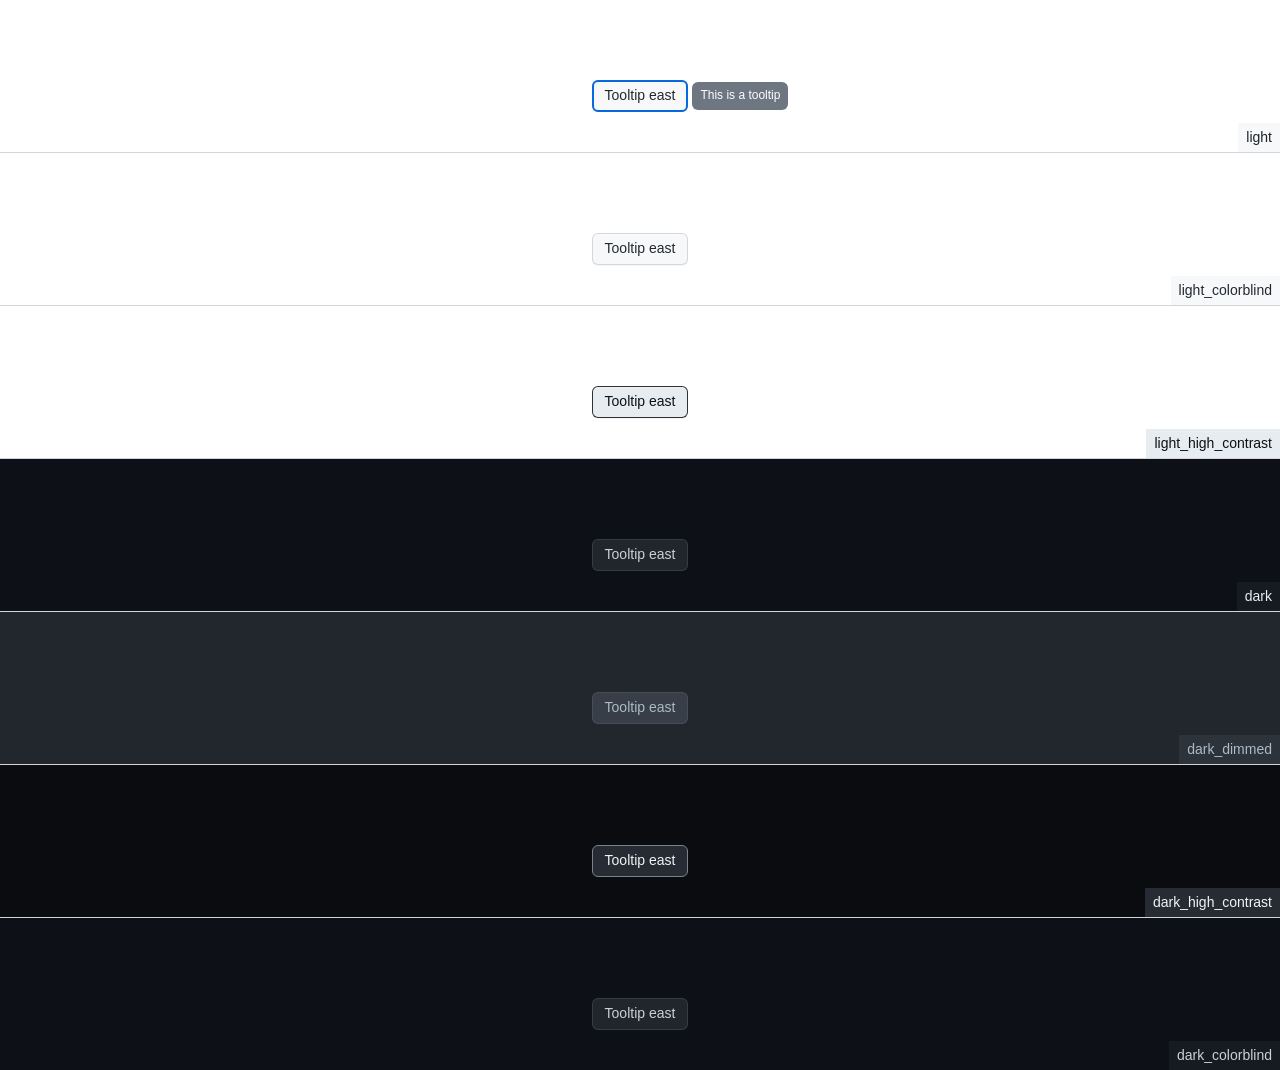 Tooltip east This is a tooltip
light
Tooltip east
light_colorblind
Tooltip east
light_high_contrast
Tooltip east
dark
Tooltip east
dark_dimmed
Tooltip east
dark_high_contrast
Tooltip east
dark_colorblind